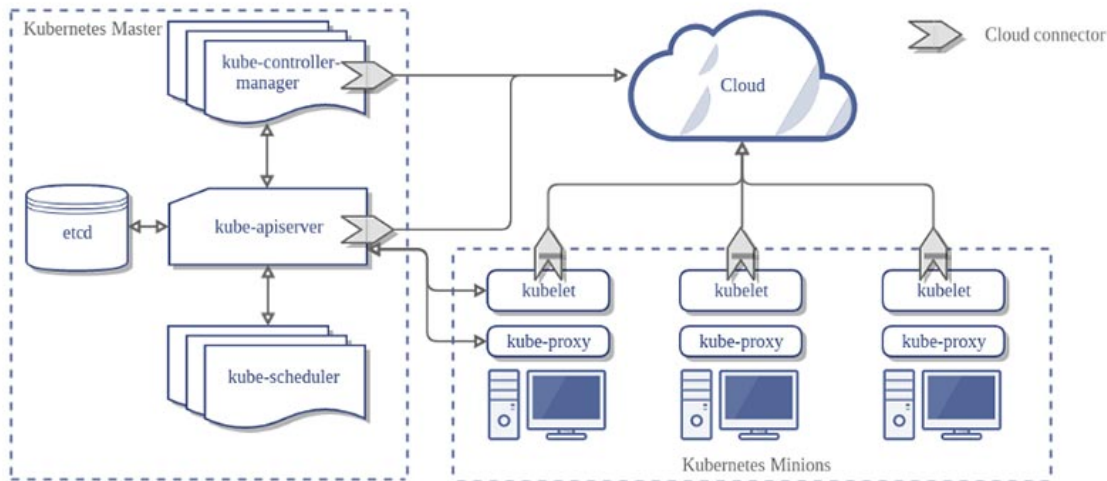 Kubernetes Master
kube-controller-
manager
Cloud
Cloud connector
etcd
kube-apiserver
kube-scheduler
kubelet
kubelet
kubelet
kube-proxy
kube-proxy
kube-proxy
Kubernetes Minions